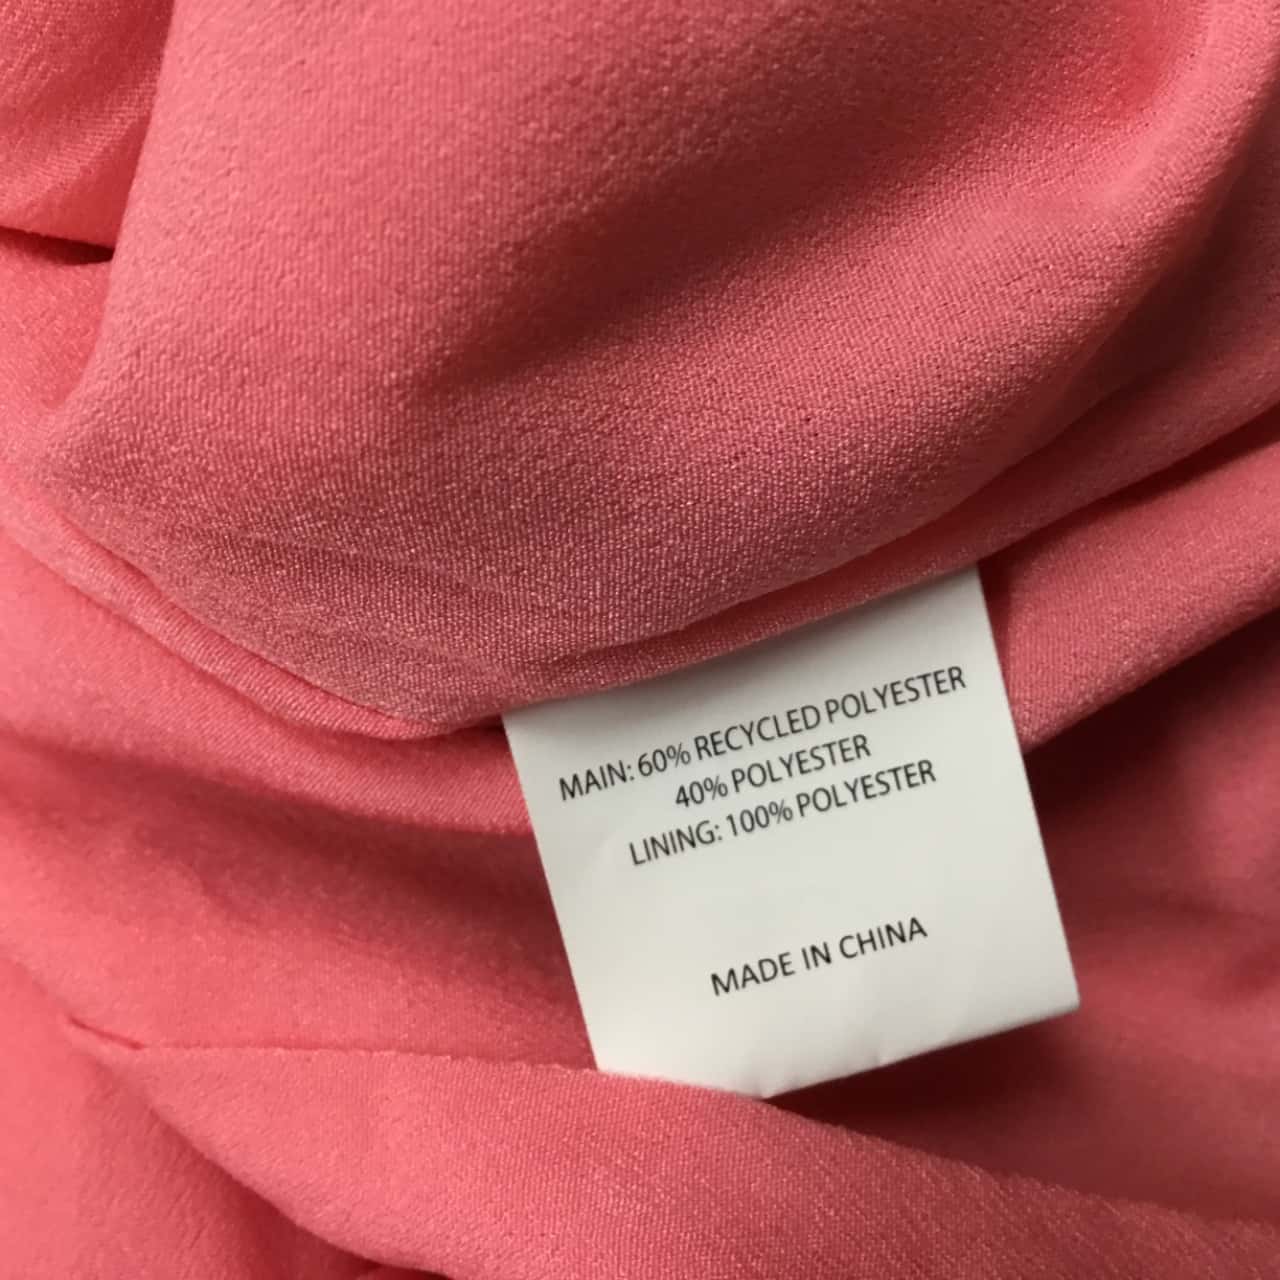 MAIN: 60% RECYCLED POLYESTER
40% POLYESTER
LINING: 100% POLYESTER
MADE IN CHINA